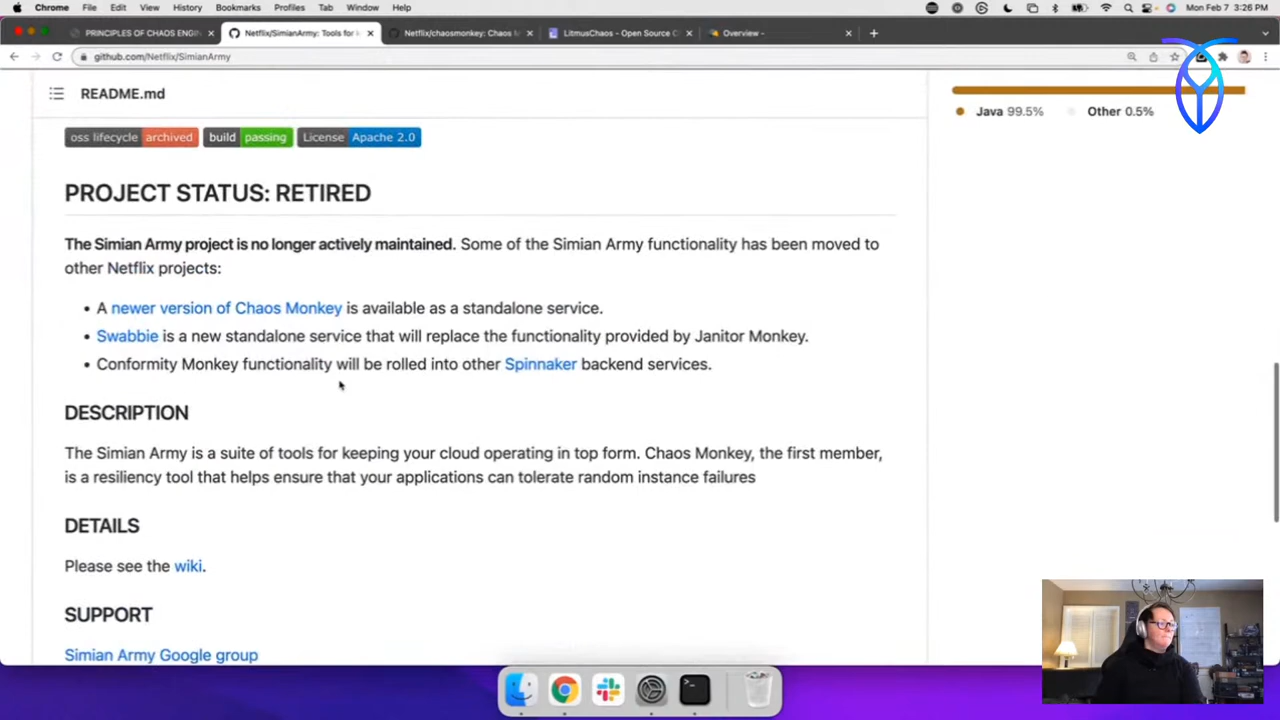 Chrome File Edit View History Bookmarks Profiles Tab Window Help Mon Feb 7 3:26 PM
PRINCIPLES OF CHAOS ENGI Netflix/SimianArmy: Tools for Netflix/chaosmonkey: Chaos M LitmusChaos - Open Source C Overview -
github.com/Netflix/SimianArmy
README.md
Java 99.5% Other 0.5%
oss lifecycle archived build passing License Apache 2.0
PROJECT STATUS: RETIRED
The Simian Army project is no longer actively maintained. Some of the Simian Army functionality has been moved to
other Netflix projects:
• A newer version of Chaos Monkey is available as a standalone service.
• Swabbie is a new standalone service that will replace the functionality provided by Janitor Monkey.
• Conformity Monkey functionality will be rolled into other Spinnaker backend services.
DESCRIPTION
The Simian Army is a suite of tools for keeping your cloud operating in top form. Chaos Monkey, the first member,
is a resiliency tool that helps ensure that your applications can tolerate random instance failures
DETAILS
Please see the wiki.
SUPPORT
Simian Army Google group